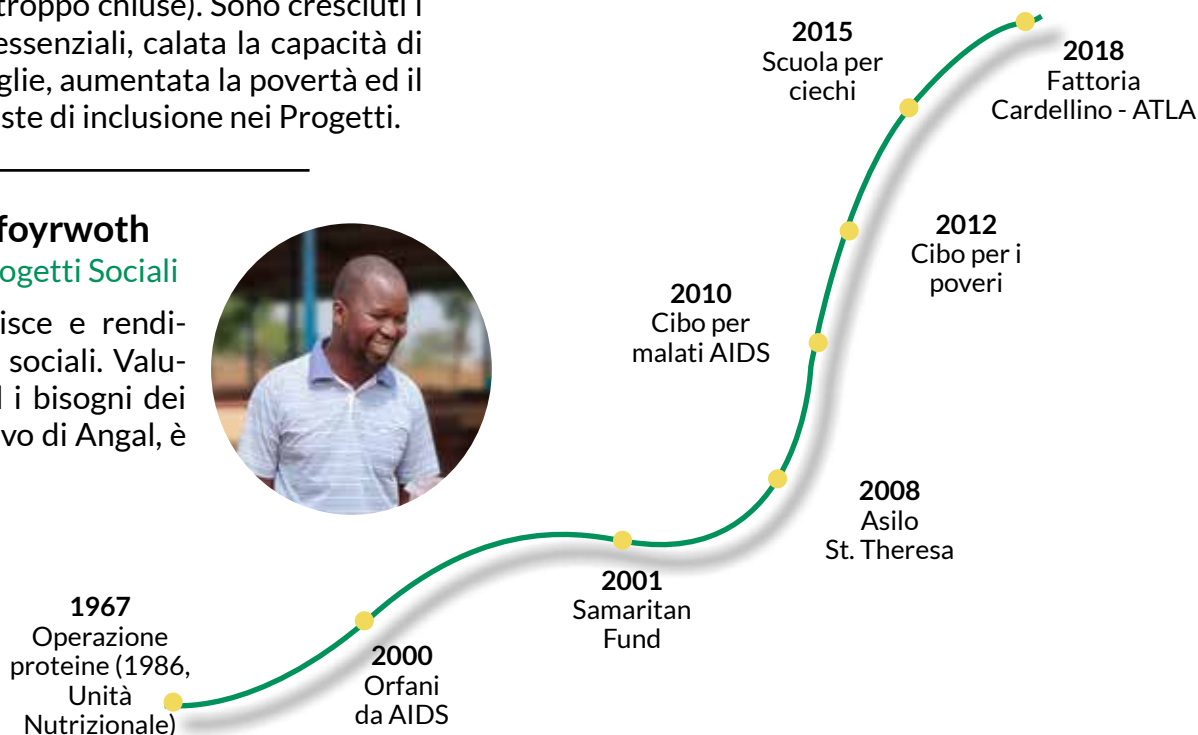 troppo chiuse). Sono cresciuti i
essenziali, calata la capacità di
glie, aumentata la povertà ed il
ste di inclusione nei Progetti.
foyrwoth
ogetti Sociali
isce e rendi-
sociali. Valu-
i bisogni dei
vo di Angal, è
1967
Operazione
proteine (1986,
Unità
Nutrizionale)
2000
Orfani
da AIDS
2001
Samaritan
Fund
2008
Asilo
St. Theresa
2010
Cibo per
malati AIDS
2012
Cibo per i
poveri
2015
Scuola per
ciechi
2018
Fattoria
Cardellino - ATLA